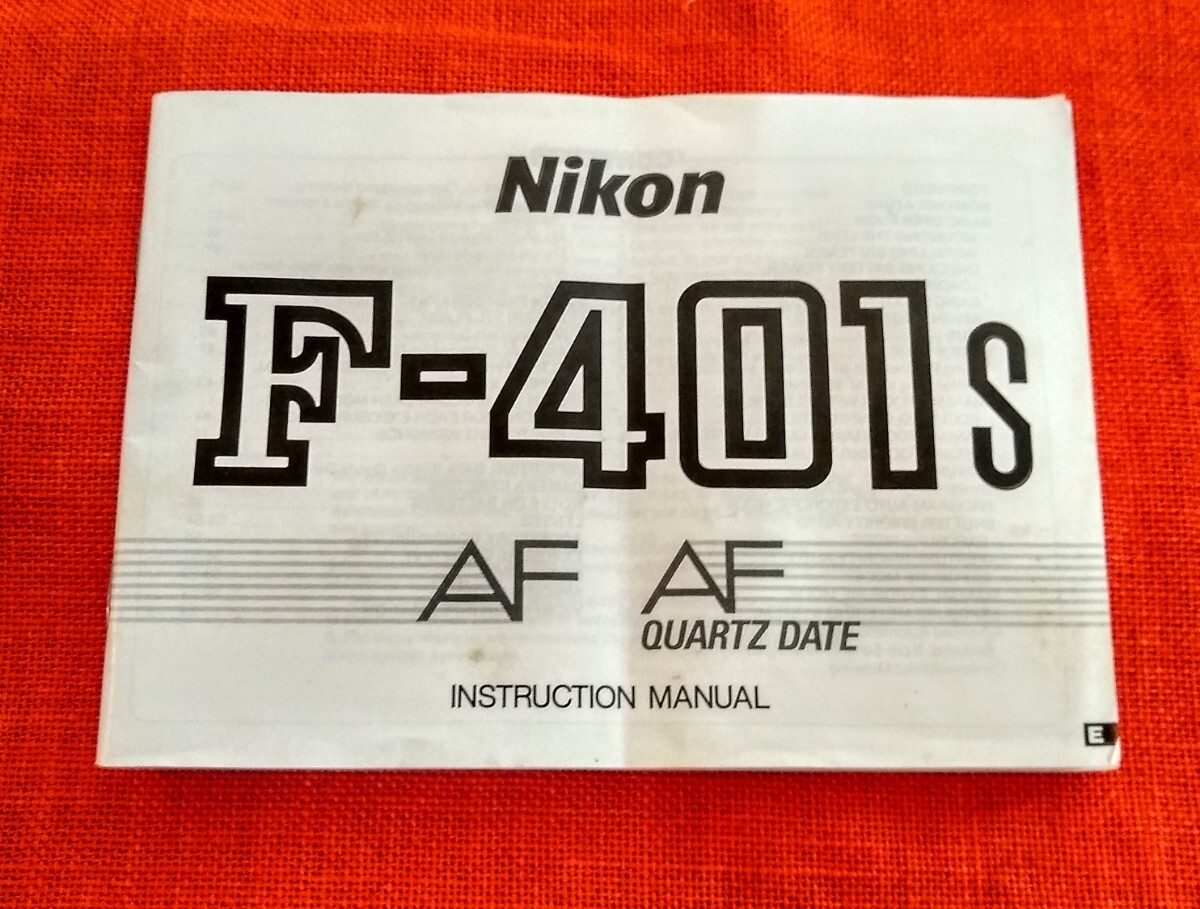 Nikon
F-401s
AF AF
QUARTZ DATE
INSTRUCTION MANUAL
E